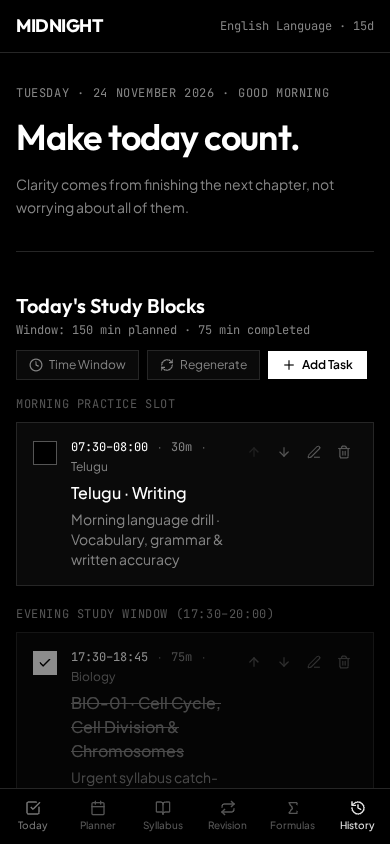 MIDNIGHT
English Language · 15d
TUESDAY · 24 NOVEMBER 2026 · GOOD MORNING
Make today count.
Clarity comes from finishing the next chapter, not
worrying about all of them.
Today's Study Blocks
Window: 150 min planned · 75 min completed
Time Window
Regenerate
Add Task
MORNING PRACTICE SLOT
07:30–08:00 · 30m ·
Telugu
Telugu · Writing
Morning language drill ·
Vocabulary, grammar &
written accuracy
EVENING STUDY WINDOW (17:30–20:00)
17:30–18:45 · 75m ·
Biology
BIO-01 · Cell Cycle,
Cell Division &
Chromosomes
Urgent syllabus catch-
Today
Planner
Syllabus
Revision
Formulas
History